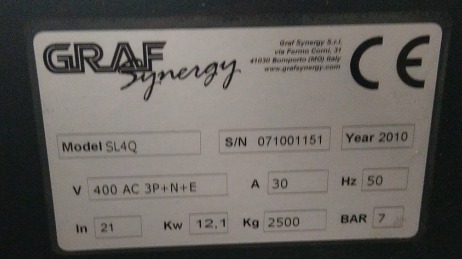 GRAF Synergy
Graf Synergy S.r.l.
via Fermo Corni, 31
41030 Bomporto (MO) Italy
www.grafsynergy.com
CE
Model SL4Q
S/N 071001151
Year 2010
V 400 AC 3P+N+E
A 30
Hz 50
In 21
Kw 12,1
Kg 2500
BAR 7